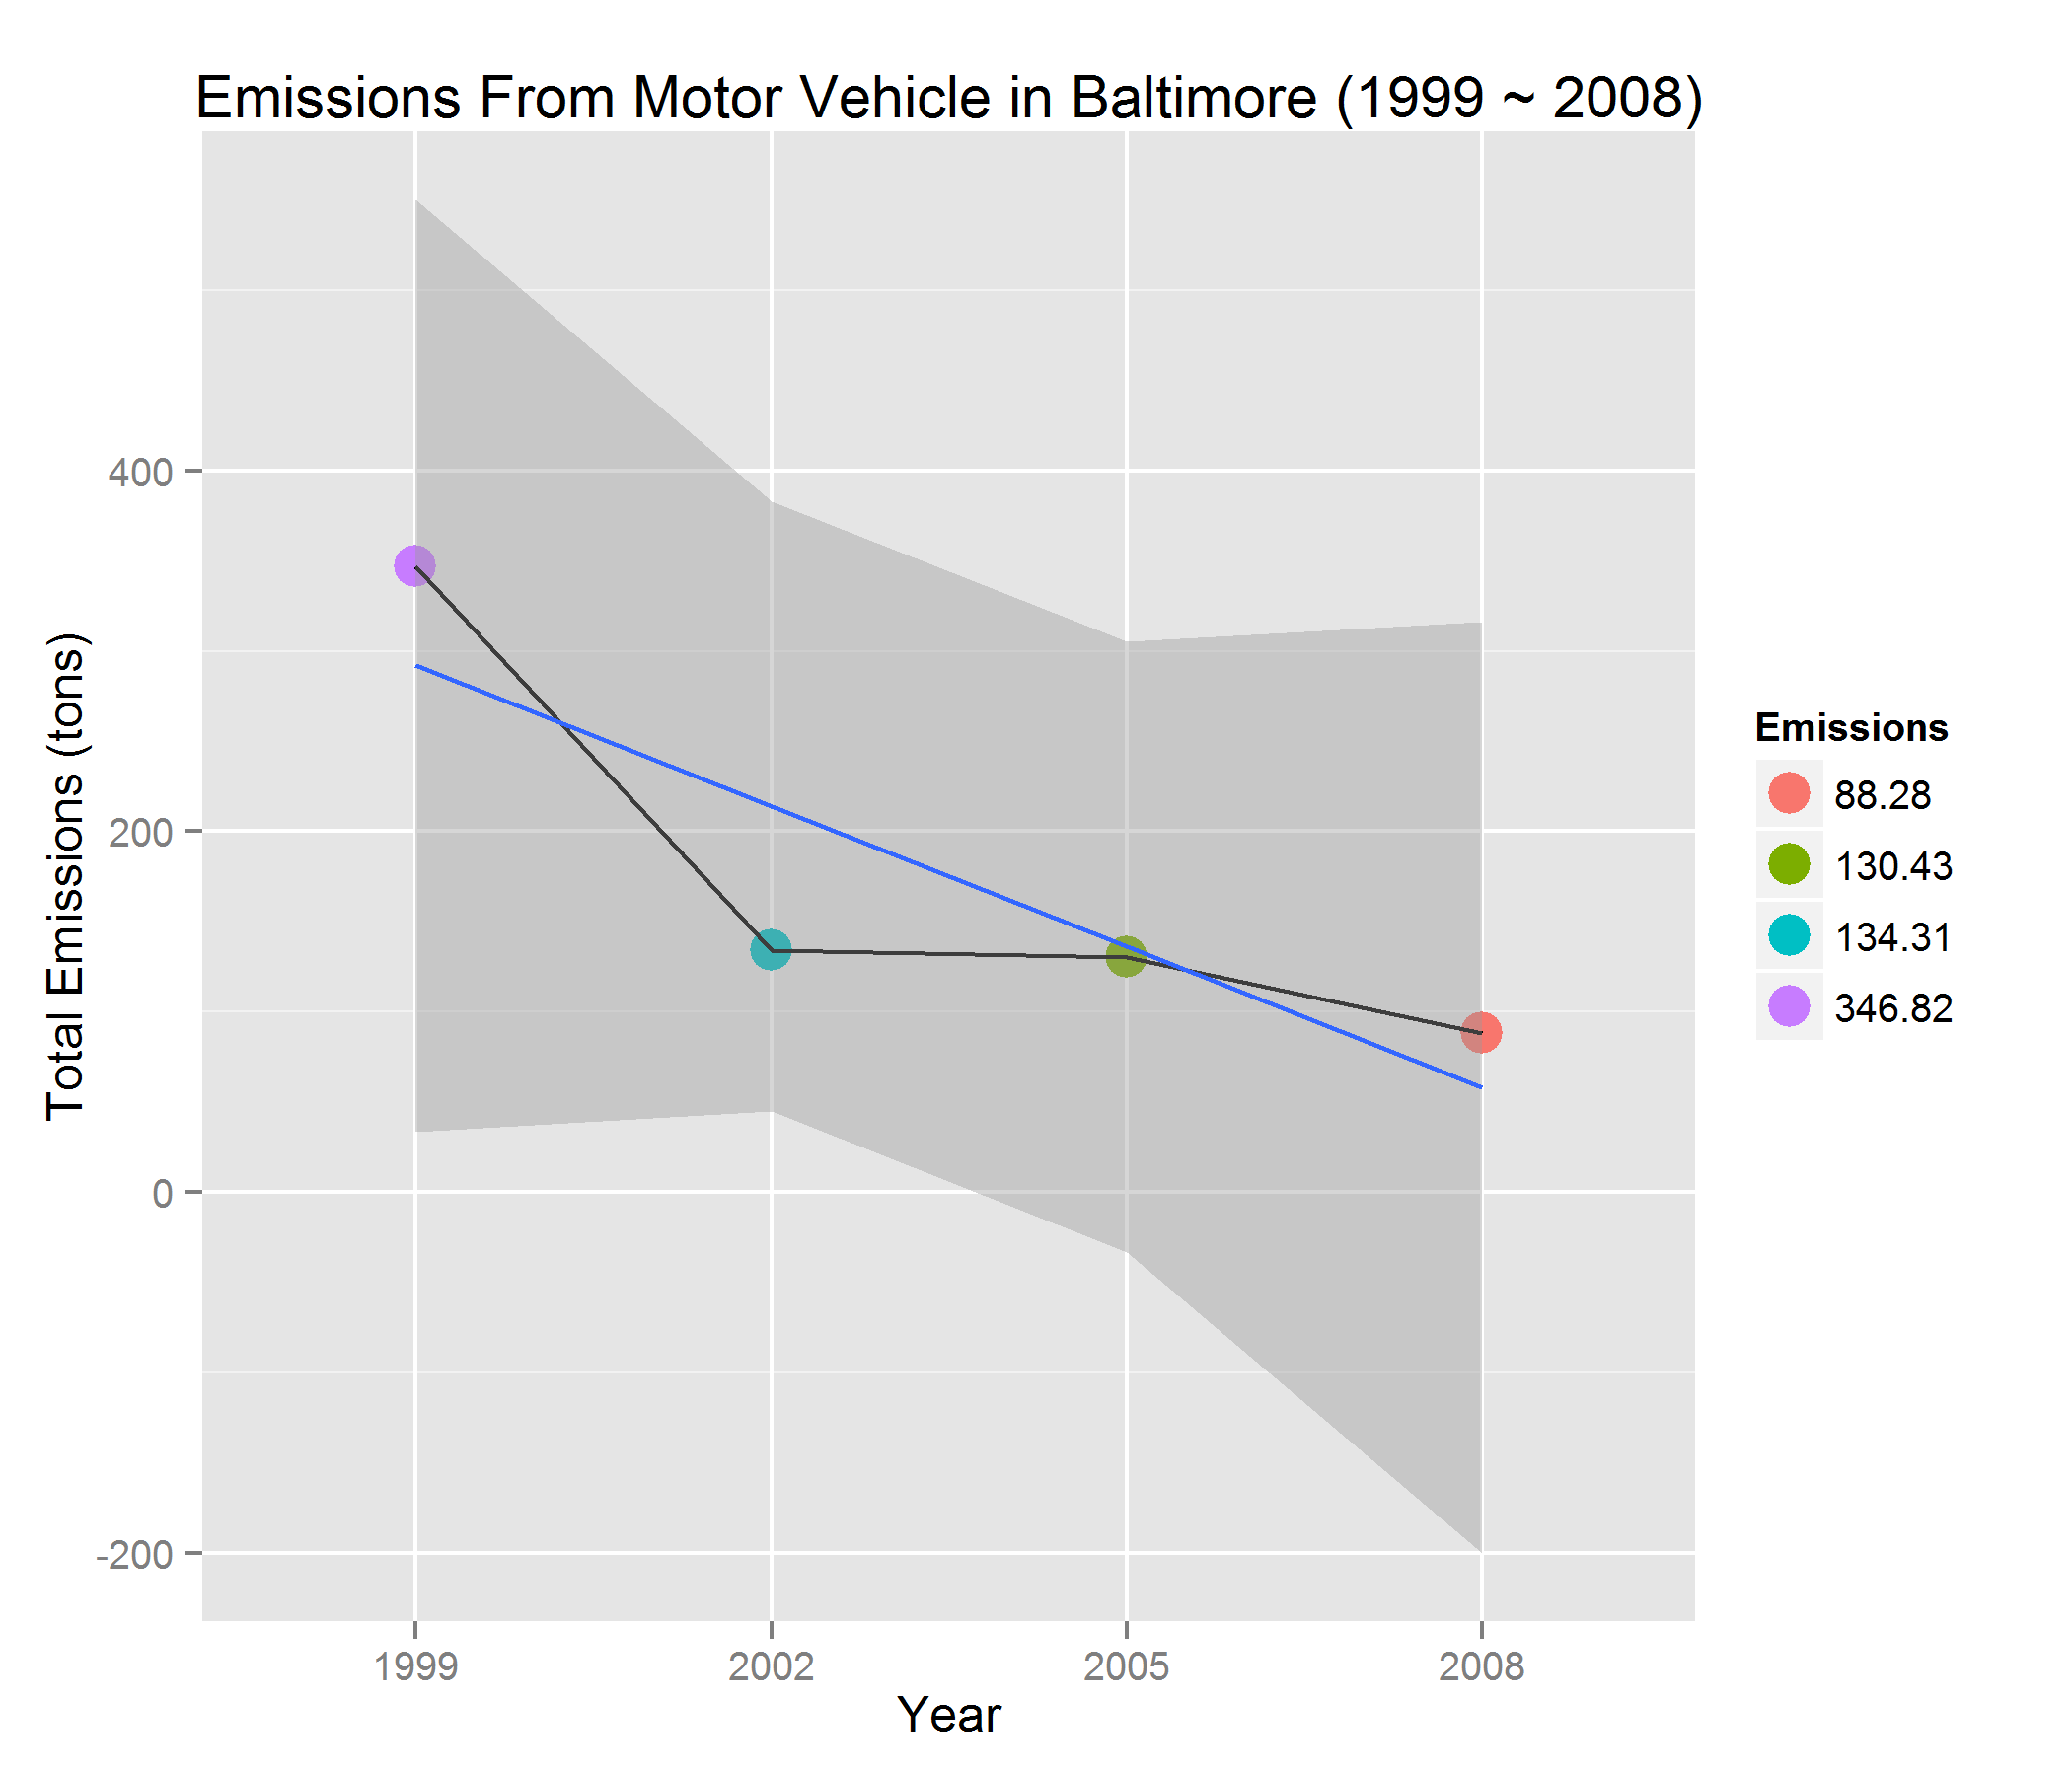 Emissions From Motor Vehicle in Baltimore (1999 ~ 2008)
Total Emissions (tons)
400
200
0
-200
1999 2002 2005 2008
Year
Emissions
88.28
130.43
134.31
346.82